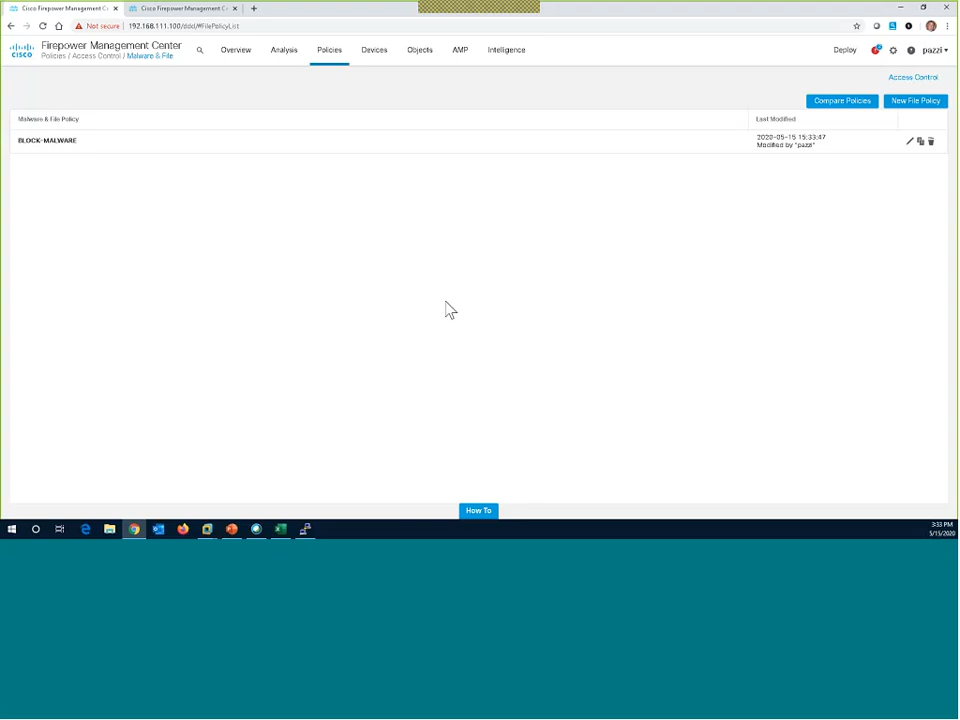 Cisco Firepower Management C
Cisco Firepower Management C
Not secure | 192.168.111.100/ddd/#FilePolicyList
CISCO
Firepower Management Center
Policies / Access Control / Malware & File
Overview Analysis Policies Devices Objects AMP Intelligence Deploy pazzi
Access Control
Compare Policies New File Policy
Malware & File Policy Last Modified
BLOCK-MALWARE 2020-05-15 15:33:47
Modified by "pazzi"
How To
3:33 PM
5/15/2020